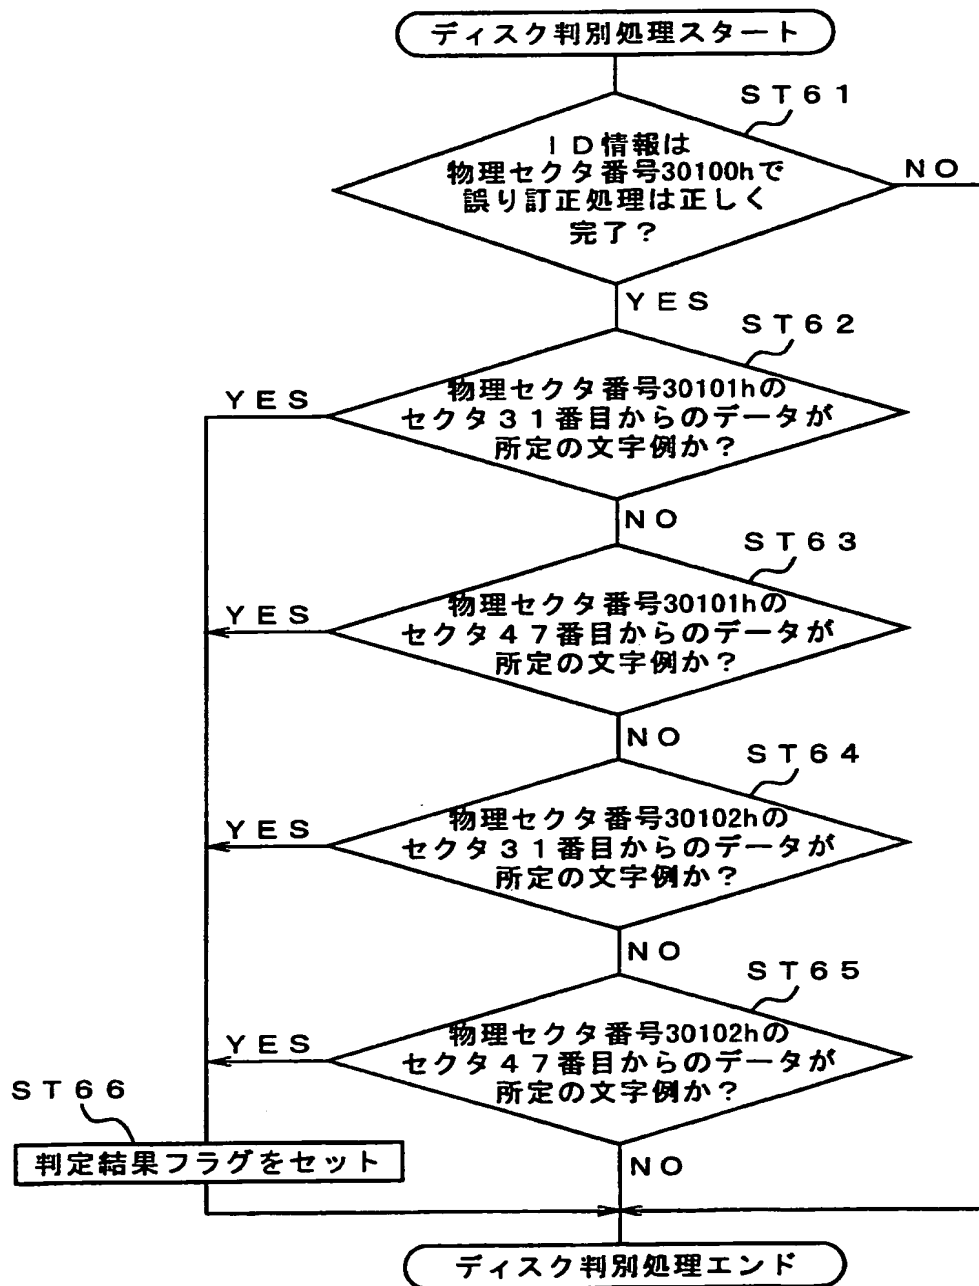 ディスク判別処理スタート
ST61
ID情報は
物理セクタ番号30100hで
誤り訂正処理は正しく
完了？
NO
YES
ST62
物理セクタ番号30101hの
セクタ３１番目からのデータが
所定の文字例か？
YES
NO
ST63
物理セクタ番号30101hの
セクタ４７番目からのデータが
所定の文字例か？
YES
NO
ST64
物理セクタ番号30102hの
セクタ３１番目からのデータが
所定の文字例か？
YES
NO
ST65
物理セクタ番号30102hの
セクタ４７番目からのデータが
所定の文字例か？
YES
ST66
判定結果フラグをセット
NO
ディスク判別処理エンド